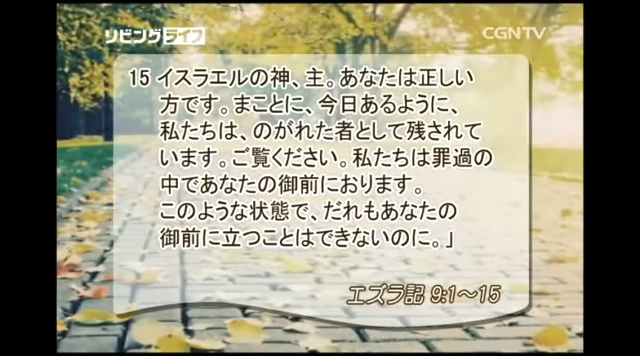 リビングライフ
CGNTV
15 イスラエルの神、主。あなたは正しい
方です。まことに、今日あるように、
私たちは、のがれた者として残されて
います。ご覧ください。私たちは罪過の
中であなたの御前におります。
このような状態で、だれもあなたの
御前に立つことはできないのに。」
エズラ記 9:1〜15